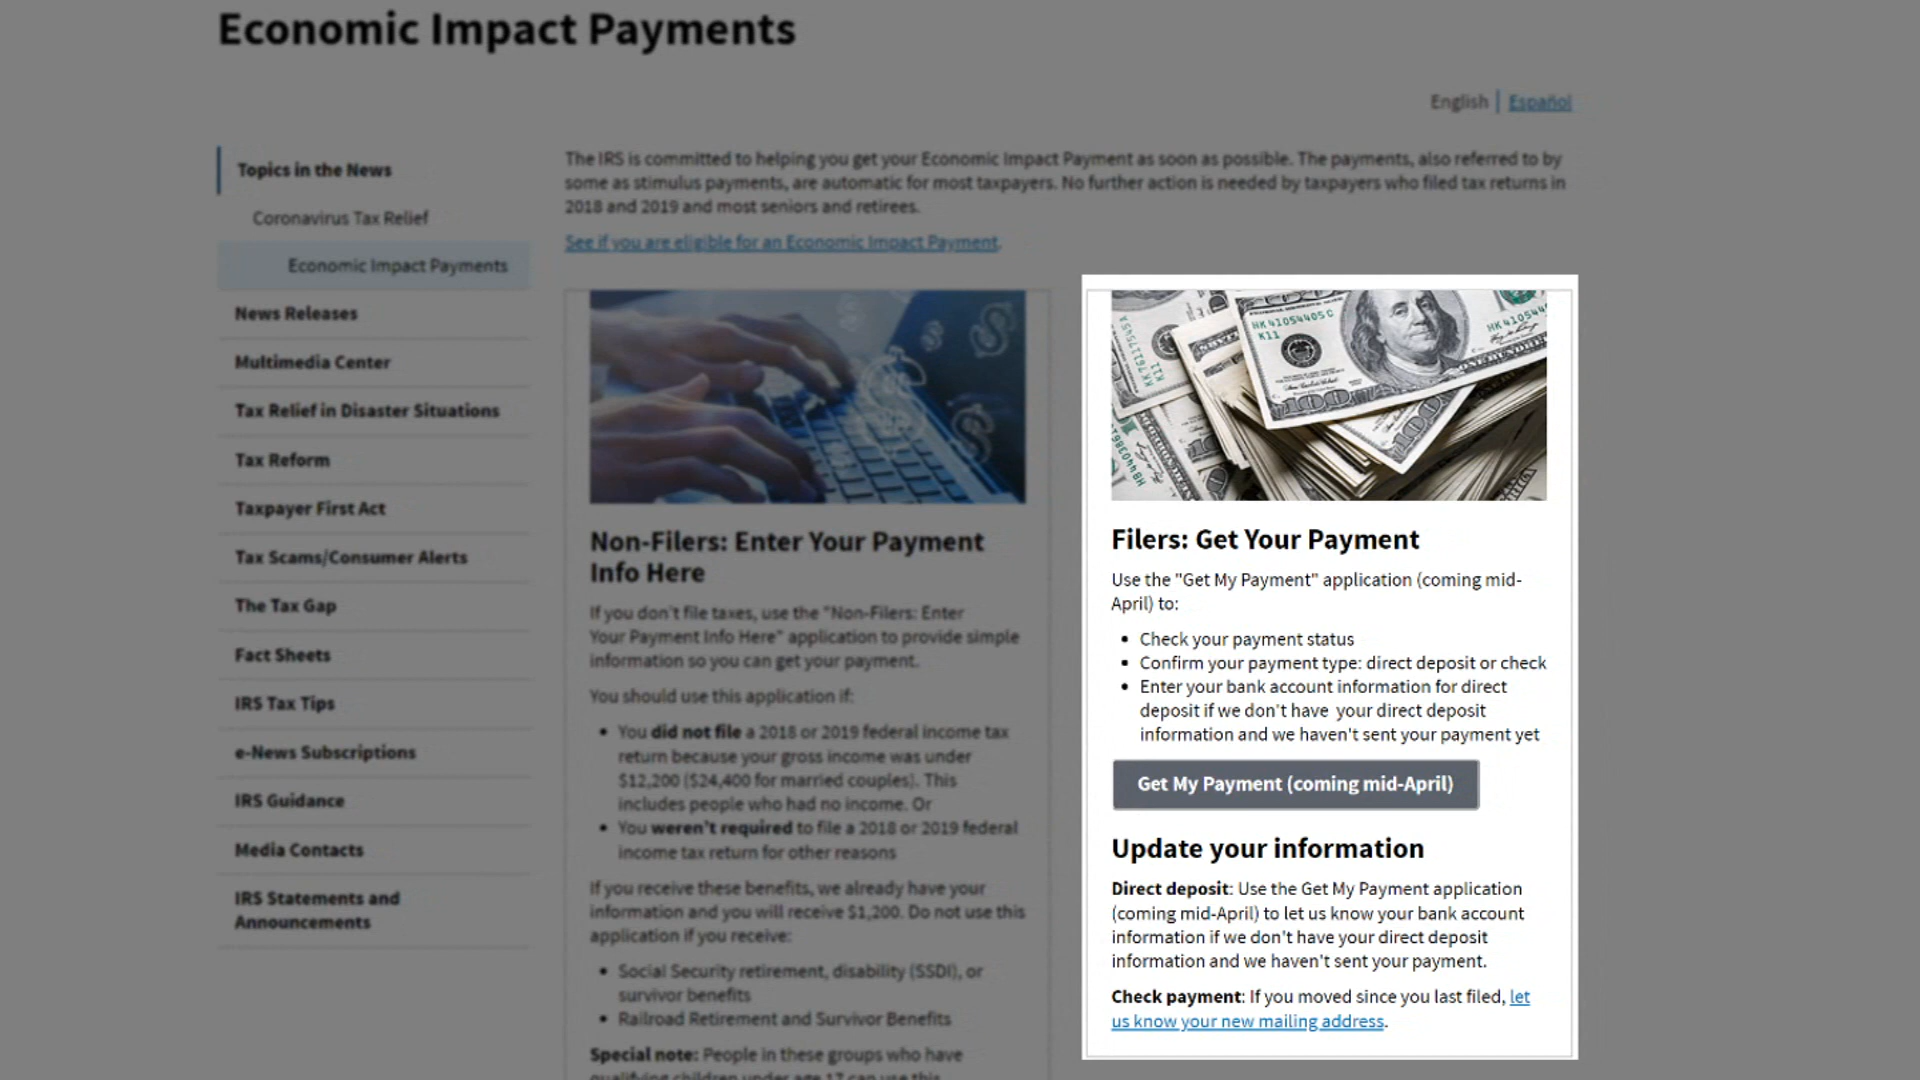 Economic Impact Payments
English | Español
Topics in the News
Coronavirus Tax Relief
Economic Impact Payments
News Releases
Multimedia Center
Tax Relief in Disaster Situations
Tax Reform
Taxpayer First Act
Tax Scams/Consumer Alerts
The Tax Gap
Fact Sheets
IRS Tax Tips
e-News Subscriptions
IRS Guidance
Media Contacts
IRS Statements and
Announcements
The IRS is committed to helping you get your Economic Impact Payment as soon as possible. The payments, also referred to by
some as stimulus payments, are automatic for most taxpayers. No further action is needed by taxpayers who filed tax returns in
2018 and 2019 and most seniors and retirees.
See if you are eligible for an Economic Impact Payment.
Non-Filers: Enter Your Payment
Info Here
If you don't file taxes, use the "Non-Filers: Enter
Your Payment Info Here" application to provide simple
information so you can get your payment.
You should use this application if:
• You did not file a 2018 or 2019 federal income tax
return because your gross income was under
$12,200 ($24,400 for married couples). This
includes people who had no income. Or
• You weren't required to file a 2018 or 2019 federal
income tax return for other reasons
If you receive these benefits, we already have your
information and you will receive $1,200. Do not use this
application if you receive:
• Social Security retirement, disability (SSDI), or
survivor benefits
• Railroad Retirement and Survivor Benefits
Special note: People in these groups who have
qualifying children under age 17 can use this
HK 41054405 C
K11
HK 41054
100
100
Filers: Get Your Payment
Use the "Get My Payment" application (coming mid-
April) to:
• Check your payment status
• Confirm your payment type: direct deposit or check
• Enter your bank account information for direct
deposit if we don't have your direct deposit
information and we haven't sent your payment yet
Get My Payment (coming mid-April)
Update your information
Direct deposit: Use the Get My Payment application
(coming mid-April) to let us know your bank account
information if we don't have your direct deposit
information and we haven't sent your payment.
Check payment: If you moved since you last filed, let
us know your new mailing address.